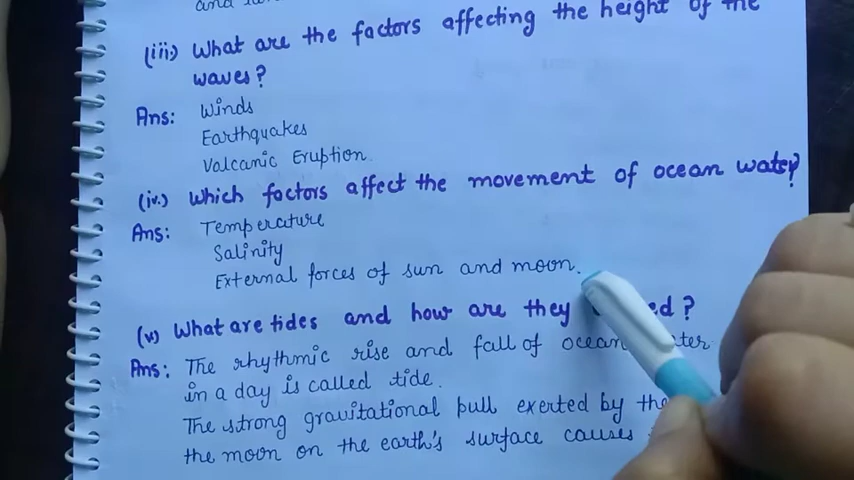 and
(iii) What are the factors affecting the height of the
waves?
Ans: Winds
Earthquakes
Valcanic Eruption
(iv.) Which factors affect the movement of ocean water?
Ans: Temperature
Salinity
External forces of sun and moon.
(v) What are tides and how are they ?
Ans: The rhythmic rise and fall of ocean
in a day is called tide.
The strong gravitational pull exerted by the
the moon on the earth's surface causes